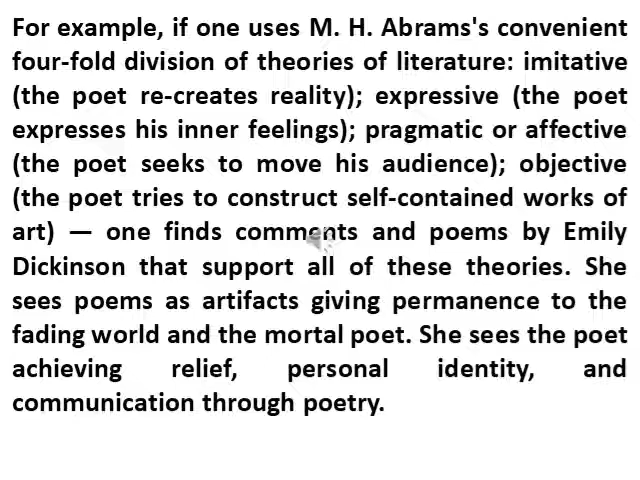 For example, if one uses M. H. Abrams's convenient
four-fold division of theories of literature: imitative
(the poet re-creates reality); expressive (the poet
expresses his inner feelings); pragmatic or affective
(the poet seeks to move his audience); objective
(the poet tries to construct self-contained works of
art) — one finds comments and poems by Emily
Dickinson that support all of these theories. She
sees poems as artifacts giving permanence to the
fading world and the mortal poet. She sees the poet
achieving relief, personal identity, and
communication through poetry.